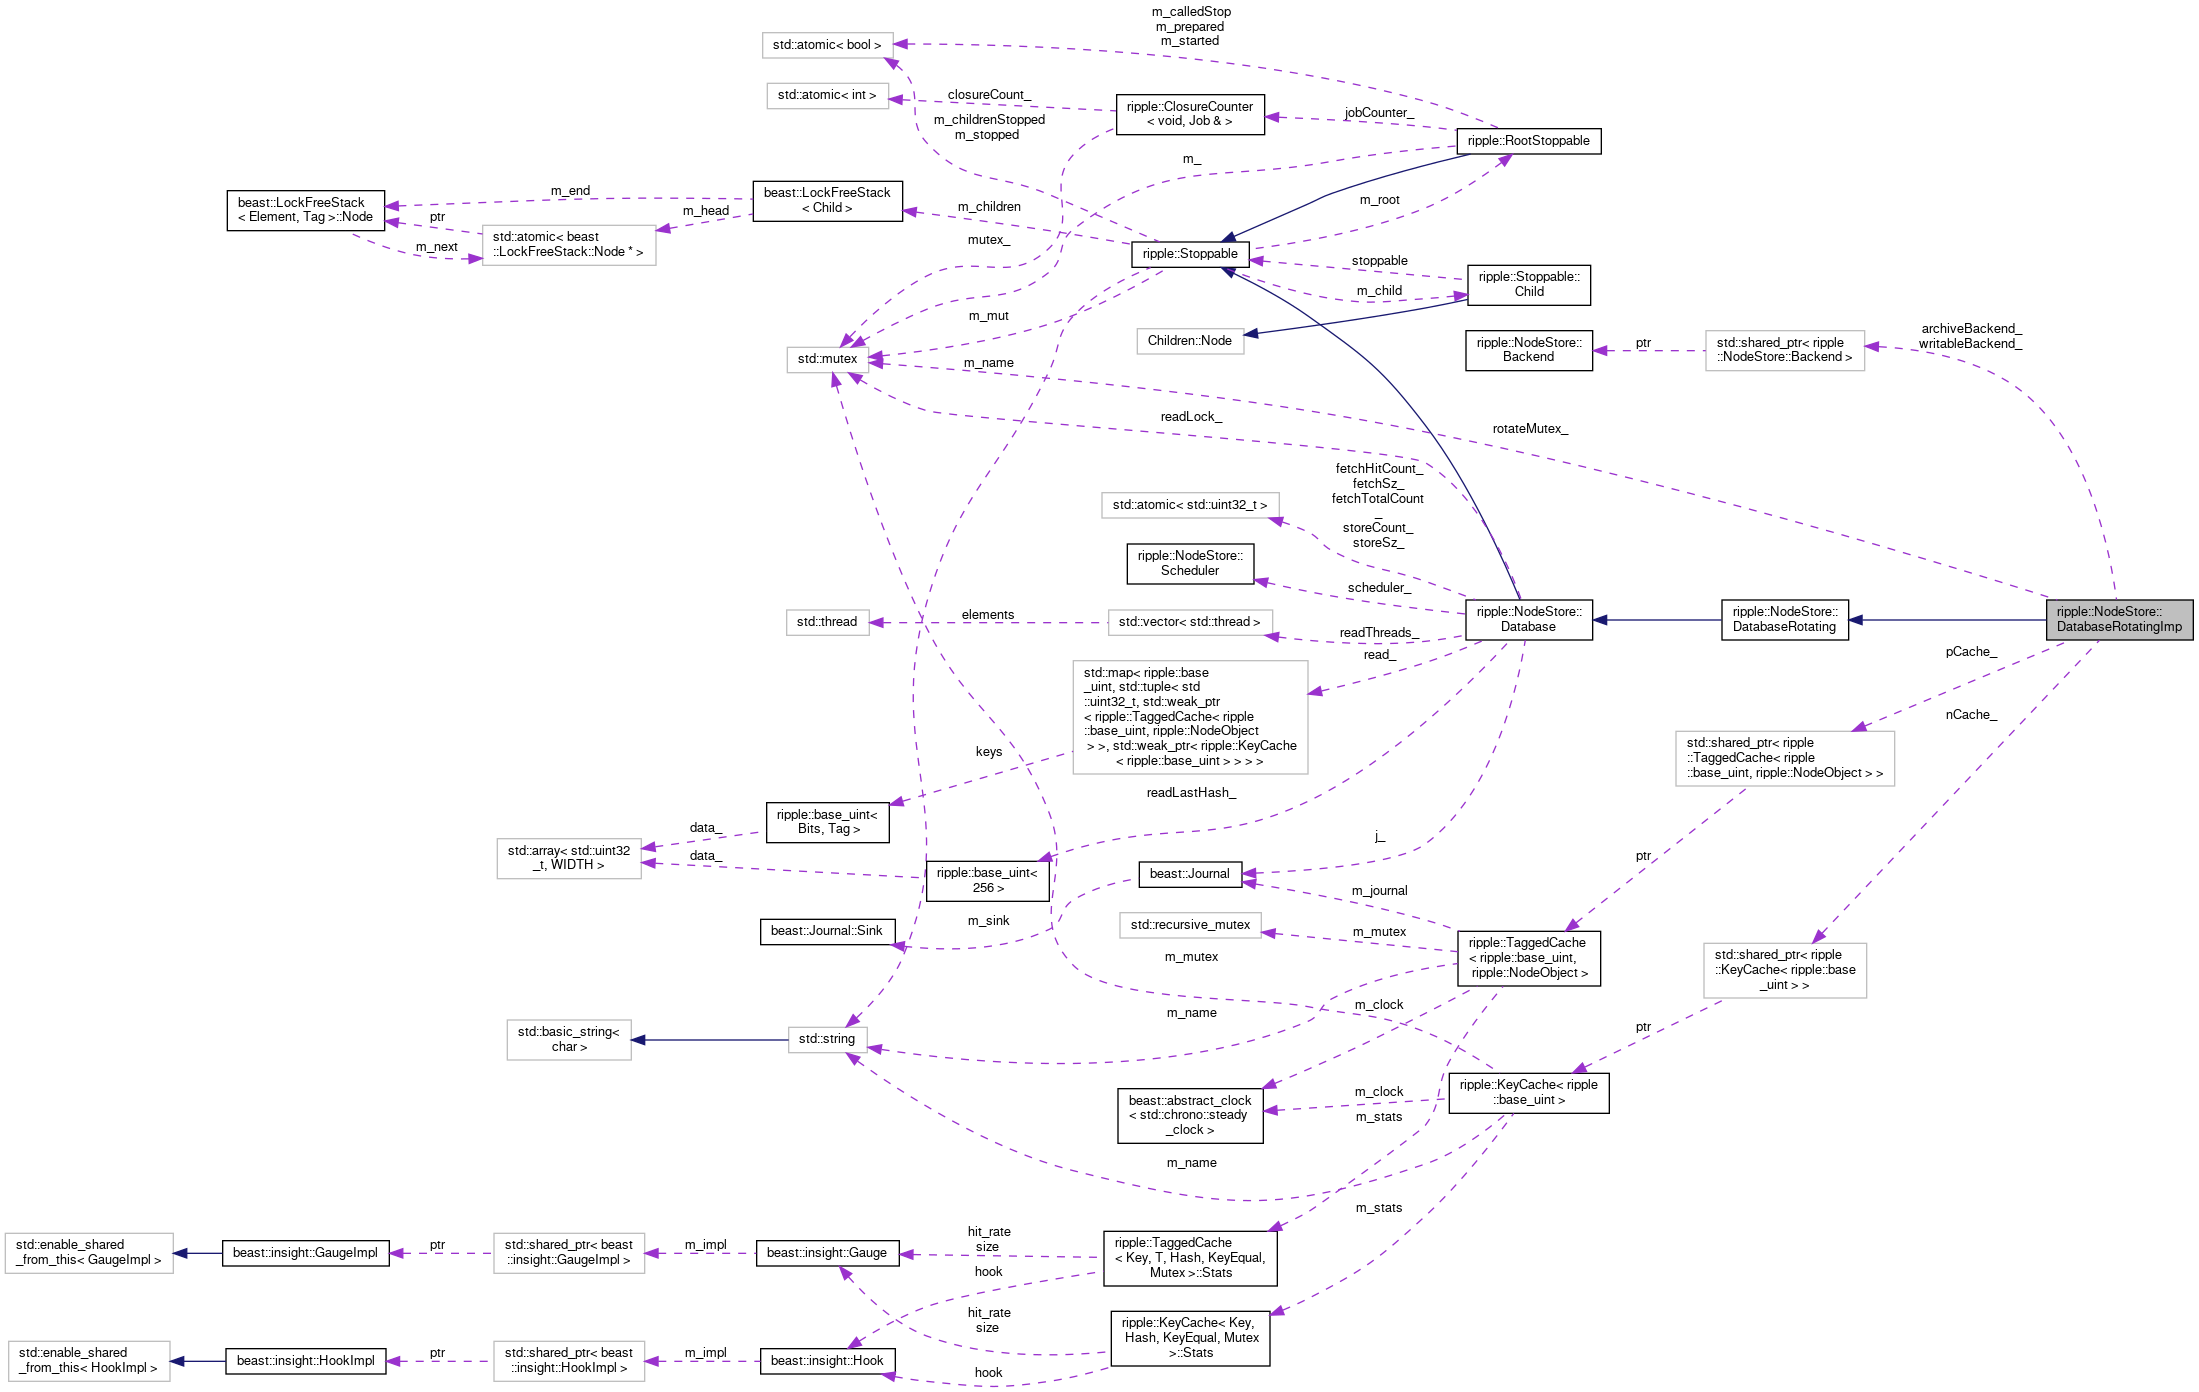 m_calledStop
m_prepared
m_started
std::atomic< bool >
std::atomic< int >
closureCount_
ripple::ClosureCounter
< void, Job & >
jobCounter_
ripple::RootStoppable
m_childrenStopped
m_stopped
m_
beast::LockFreeStack
< Element, Tag >::Node
m_end
ptr
m_next
std::atomic< beast
::LockFreeStack::Node * >
m_head
beast::LockFreeStack
< Child >
m_children
mutex_
ripple::Stoppable
m_root
stoppable
m_child
ripple::Stoppable::
Child
m_mut
Children::Node
std::mutex
m_name
ripple::NodeStore::
Backend
ptr
std::shared_ptr< ripple
::NodeStore::Backend >
archiveBackend_
writableBackend_
readLock_
rotateMutex_
fetchHitCount_
fetchSz_
fetchTotalCount
_
storeCount_
storeSz_
std::atomic< std::uint32_t >
ripple::NodeStore::
Scheduler
scheduler_
std::thread
elements
std::vector< std::thread >
readThreads_
ripple::NodeStore::
Database
ripple::NodeStore::
DatabaseRotating
ripple::NodeStore::
DatabaseRotatingImp
read_
std::map< ripple::base
_uint, std::tuple< std
::uint32_t, std::weak_ptr
< ripple::TaggedCache< ripple
::base_uint, ripple::NodeObject
> >, std::weak_ptr< ripple::KeyCache
< ripple::base_uint > > > >
pCache_
nCache_
keys
std::shared_ptr< ripple
::TaggedCache< ripple
::base_uint, ripple::NodeObject > >
readLastHash_
ripple::base_uint<
Bits, Tag >
data_
std::array< std::uint32
_t, WIDTH >
data_
ripple::base_uint<
256 >
j_
beast::Journal
ptr
m_journal
beast::Journal::Sink
m_sink
std::recursive_mutex
m_mutex
ripple::TaggedCache
< ripple::base_uint,
ripple::NodeObject >
m_mutex
std::shared_ptr< ripple
::KeyCache< ripple::base
_uint > >
m_clock
m_name
ptr
std::basic_string<
char >
std::string
beast::abstract_clock
< std::chrono::steady
_clock >
m_clock
m_stats
ripple::KeyCache< ripple
::base_uint >
m_name
m_stats
std::enable_shared
_from_this< GaugeImpl >
beast::insight::GaugeImpl
ptr
std::shared_ptr< beast
::insight::GaugeImpl >
m_impl
beast::insight::Gauge
hit_rate
size
hook
ripple::TaggedCache
< Key, T, Hash, KeyEqual,
Mutex >::Stats
hit_rate
size
ripple::KeyCache< Key,
Hash, KeyEqual, Mutex
>::Stats
std::enable_shared
_from_this< HookImpl >
beast::insight::HookImpl
ptr
std::shared_ptr< beast
::insight::HookImpl >
m_impl
beast::insight::Hook
hook